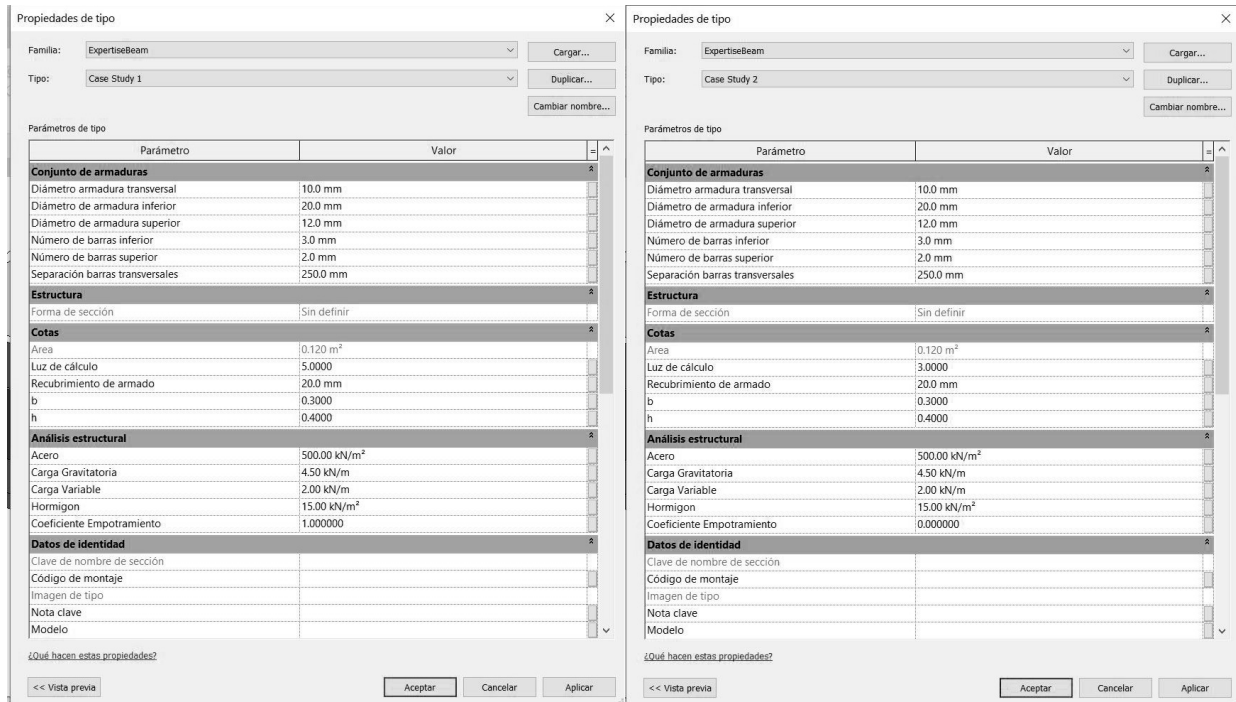 Propiedades de tipo
Familia: ExpertiseBeam Cargar...
Tipo: Case Study 1 Duplicar...
Cambiar nombre...
Parámetros de tipo
Parámetro Valor =
Conjunto de armaduras
Diámetro armadura transversal 10.0 mm
Diámetro de armadura inferior 20.0 mm
Diámetro de armadura superior 12.0 mm
Número de barras inferior 3.0 mm
Número de barras superior 2.0 mm
Separación barras transversales 250.0 mm
Estructura
Forma de sección Sin definir
Cotas
Area 0.120 m²
Luz de cálculo 5.0000
Recubrimiento de armado 20.0 mm
b 0.3000
h 0.4000
Análisis estructural
Acero 500.00 kN/m²
Carga Gravitatoria 4.50 kN/m
Carga Variable 2.00 kN/m
Hormigon 15.00 kN/m²
Coeficiente Empotramiento 1.000000
Datos de identidad
Clave de nombre de sección
Código de montaje
Imagen de tipo
Nota clave
Modelo
¿Qué hacen estas propiedades?
<< Vista previa Aceptar Cancelar Aplicar
Propiedades de tipo
Familia: ExpertiseBeam Cargar...
Tipo: Case Study 2 Duplicar...
Cambiar nombre...
Parámetros de tipo
Parámetro Valor =
Conjunto de armaduras
Diámetro armadura transversal 10.0 mm
Diámetro de armadura inferior 20.0 mm
Diámetro de armadura superior 12.0 mm
Número de barras inferior 3.0 mm
Número de barras superior 2.0 mm
Separación barras transversales 250.0 mm
Estructura
Forma de sección Sin definir
Cotas
Area 0.120 m²
Luz de cálculo 3.0000
Recubrimiento de armado 20.0 mm
b 0.3000
h 0.4000
Análisis estructural
Acero 500.00 kN/m²
Carga Gravitatoria 4.50 kN/m
Carga Variable 2.00 kN/m
Hormigon 15.00 kN/m²
Coeficiente Empotramiento 0.000000
Datos de identidad
Clave de nombre de sección
Código de montaje
Imagen de tipo
Nota clave
Modelo
¿Qué hacen estas propiedades?
<< Vista previa Aceptar Cancelar Aplicar